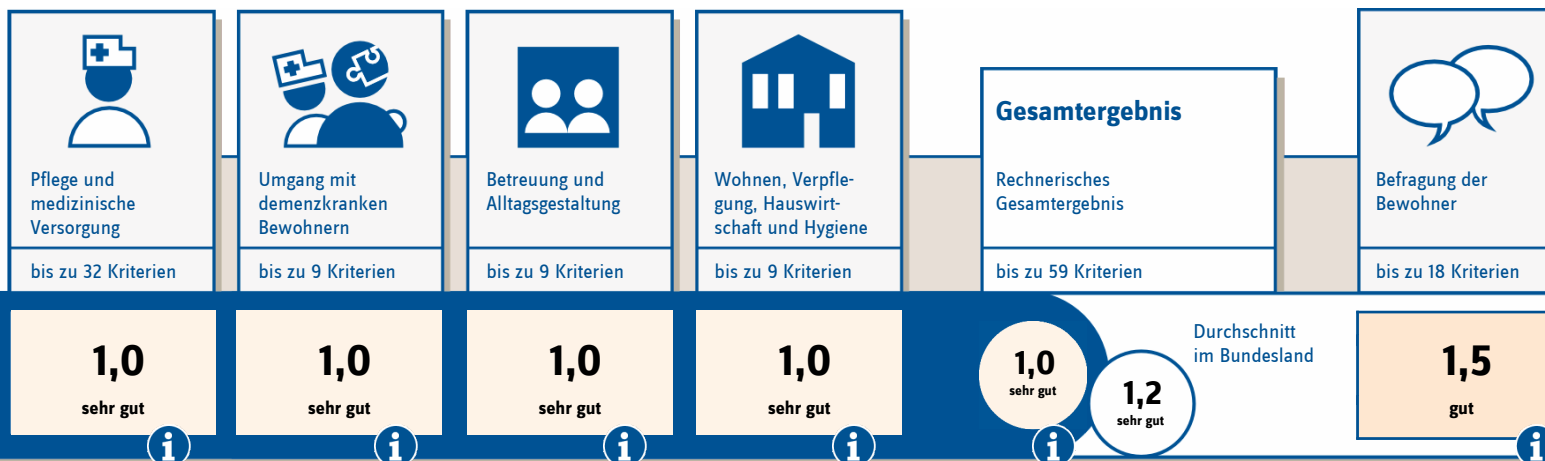 Pflege und
medizinische
Versorgung
bis zu 32 Kriterien
1,0
sehr gut
i
Umgang mit
demenzkranken
Bewohnern
bis zu 9 Kriterien
1,0
sehr gut
i
Betreuung und
Alltagsgestaltung
bis zu 9 Kriterien
1,0
sehr gut
i
Wohnen, Verpfle-
gung, Hauswirt-
schaft und Hygiene
bis zu 9 Kriterien
1,0
sehr gut
i
Gesamtergebnis
Rechnerisches
Gesamtergebnis
bis zu 59 Kriterien
1,0
sehr gut
i
1,2
sehr gut
Durchschnitt
im Bundesland
Befragung der
Bewohner
bis zu 18 Kriterien
1,5
gut
i